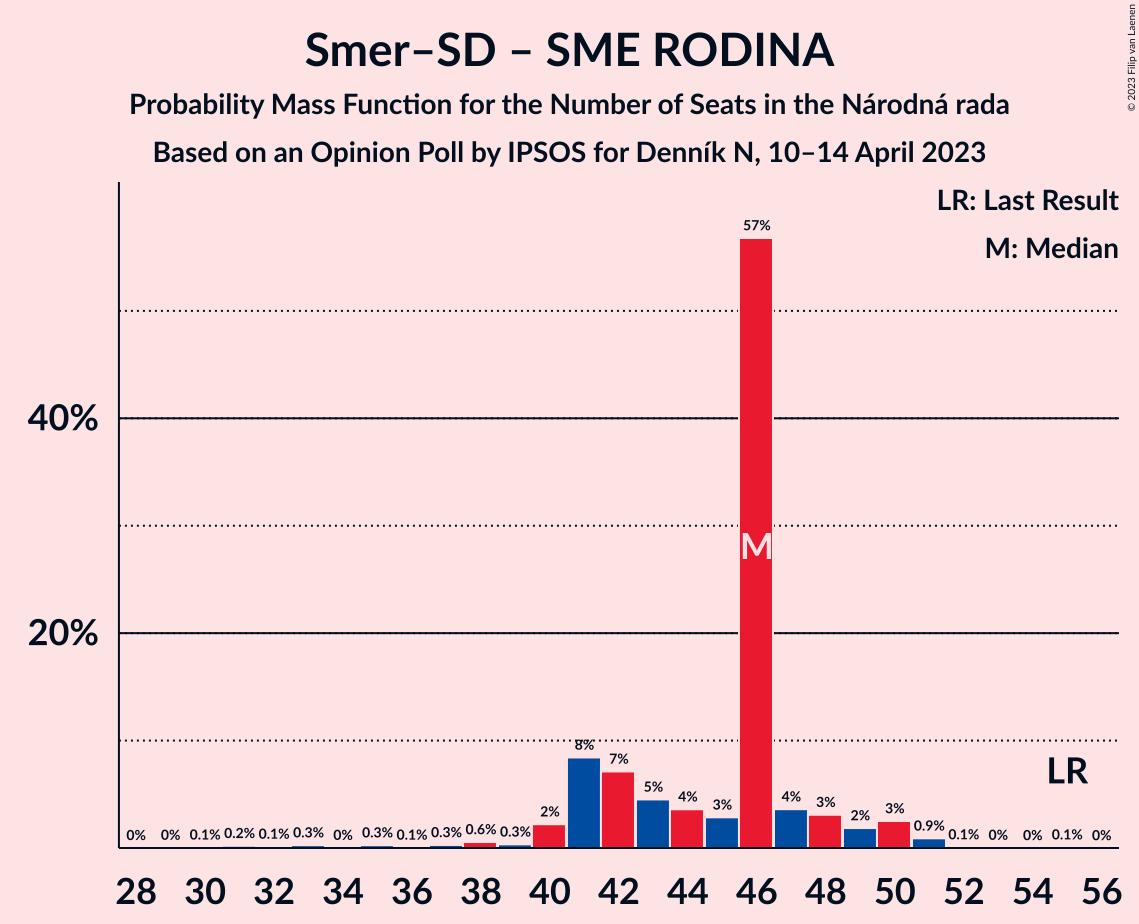 Smer–SD – SME RODINA
Probability Mass Function for the Number of Seats in the Národná rada
Based on an Opinion Poll by IPSOS for Denník N, 10–14 April 2023
© 2023 Filip van Laenen
LR: Last Result
M: Median
40%
20%
0% 0% 0.1% 0.2% 0.1% 0.3% 0% 0.3% 0.1% 0.3% 0.6% 0.3% 2% 8% 7% 5% 4% 3% 57% 4% 3% 2% 3% 0.9% 0.1% 0% 0% 0.1% 0%
M
LR
28 30 32 34 36 38 40 42 44 46 48 50 52 54 56